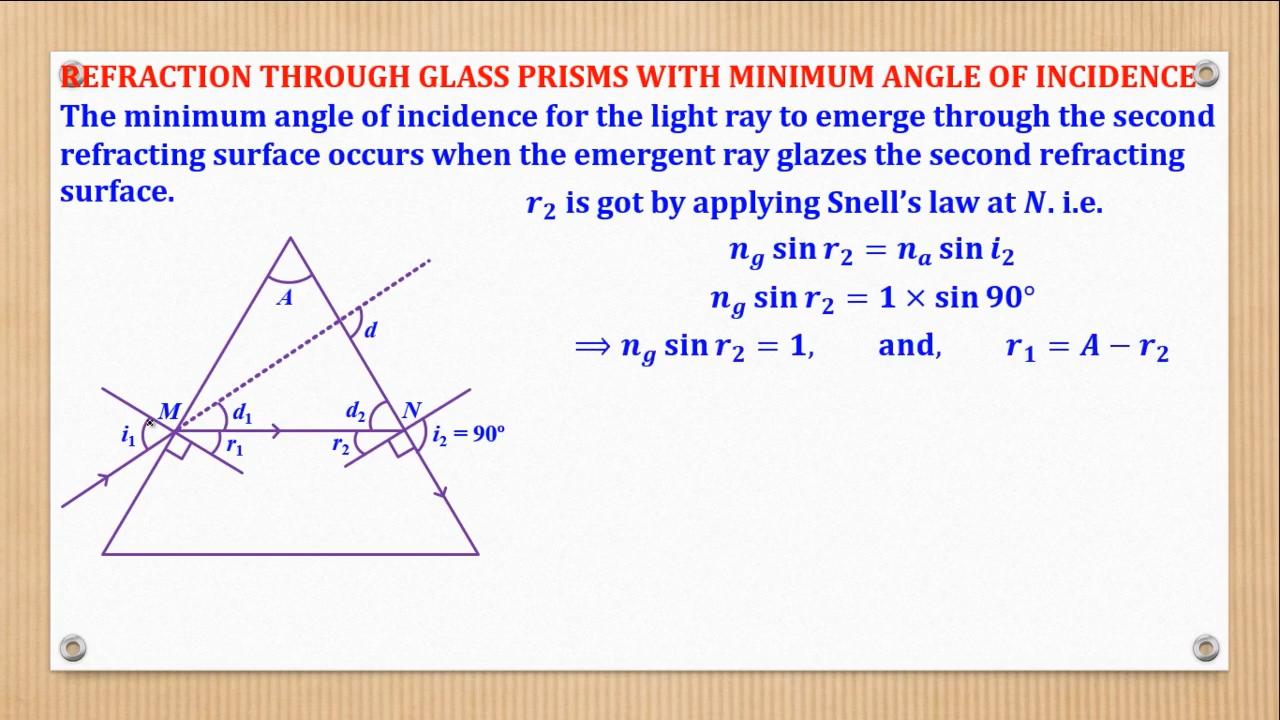 REFRACTION THROUGH GLASS PRISMS WITH MINIMUM ANGLE OF INCIDENCE
The minimum angle of incidence for the light ray to emerge through the second
refracting surface occurs when the emergent ray glazes the second refracting
surface.
r₂ is got by applying Snell’s law at N. i.e.
n_g sin r₂ = n_a sin i₂
n_g sin r₂ = 1 × sin 90°
⟹ n_g sin r₂ = 1, and, r₁ = A − r₂
A
d
M
d₁
d₂
N
i₁
r₁
r₂
i₂ = 90º